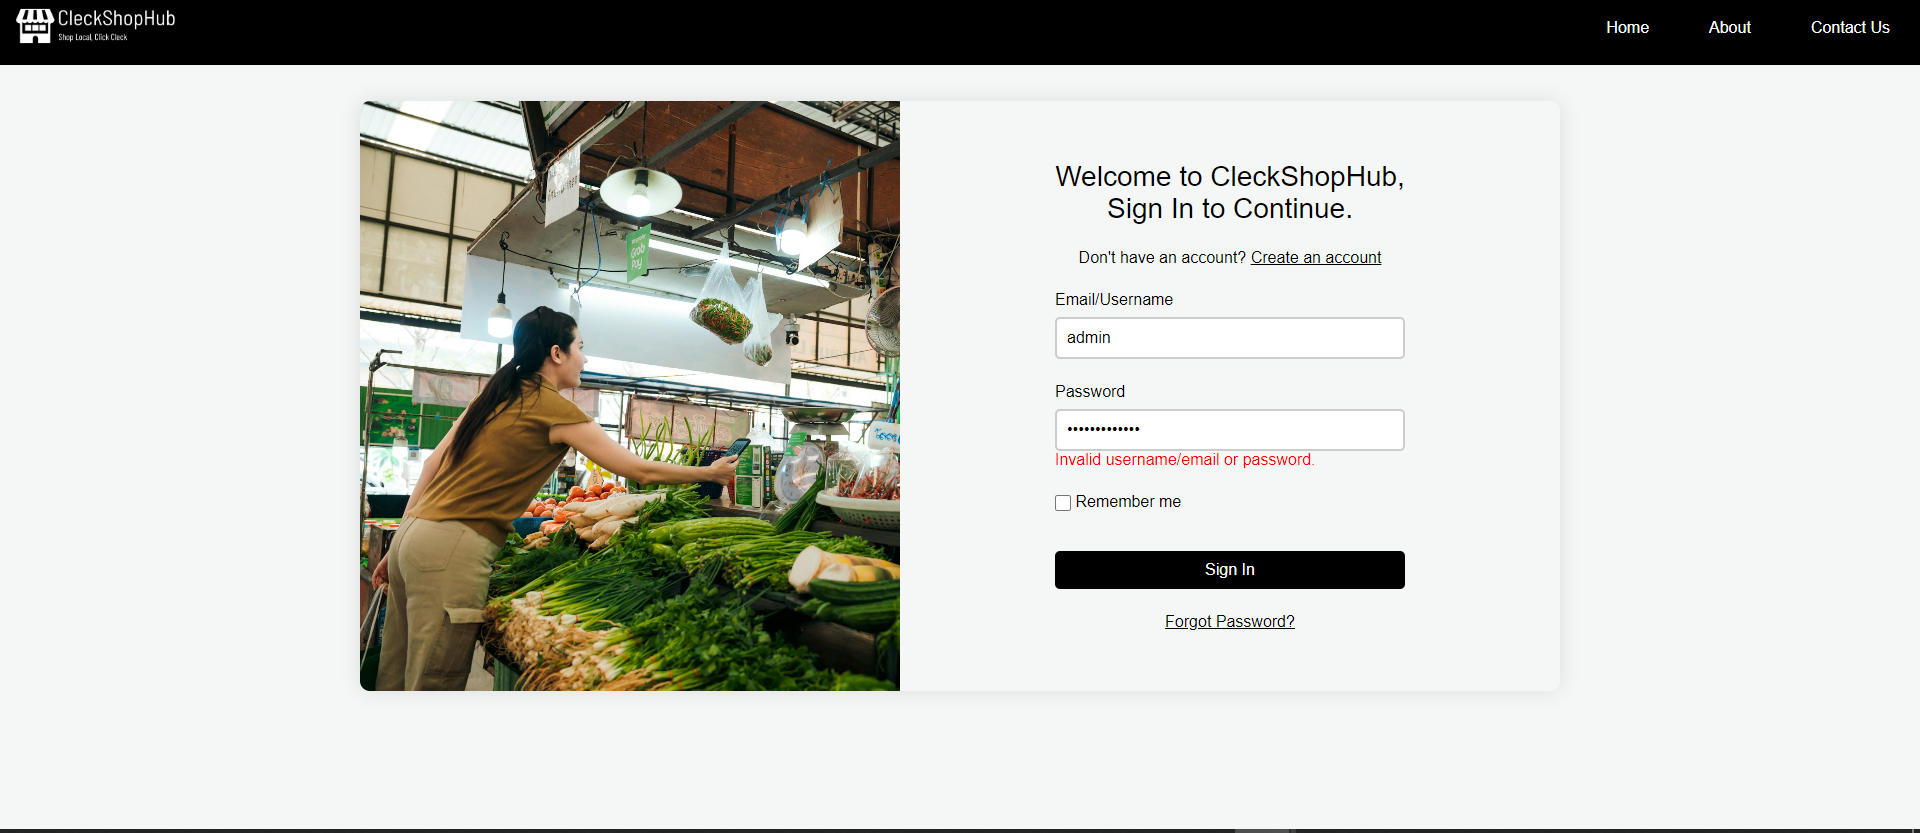 CleckShopHub
Shop Local, Click Cleck
Home
About
Contact Us
Grab
Pay
Welcome to CleckShopHub,
Sign In to Continue.
Don't have an account? Create an account
Email/Username
admin
Password
•••••••••••••
Invalid username/email or password.
Remember me
Sign In
Forgot Password?